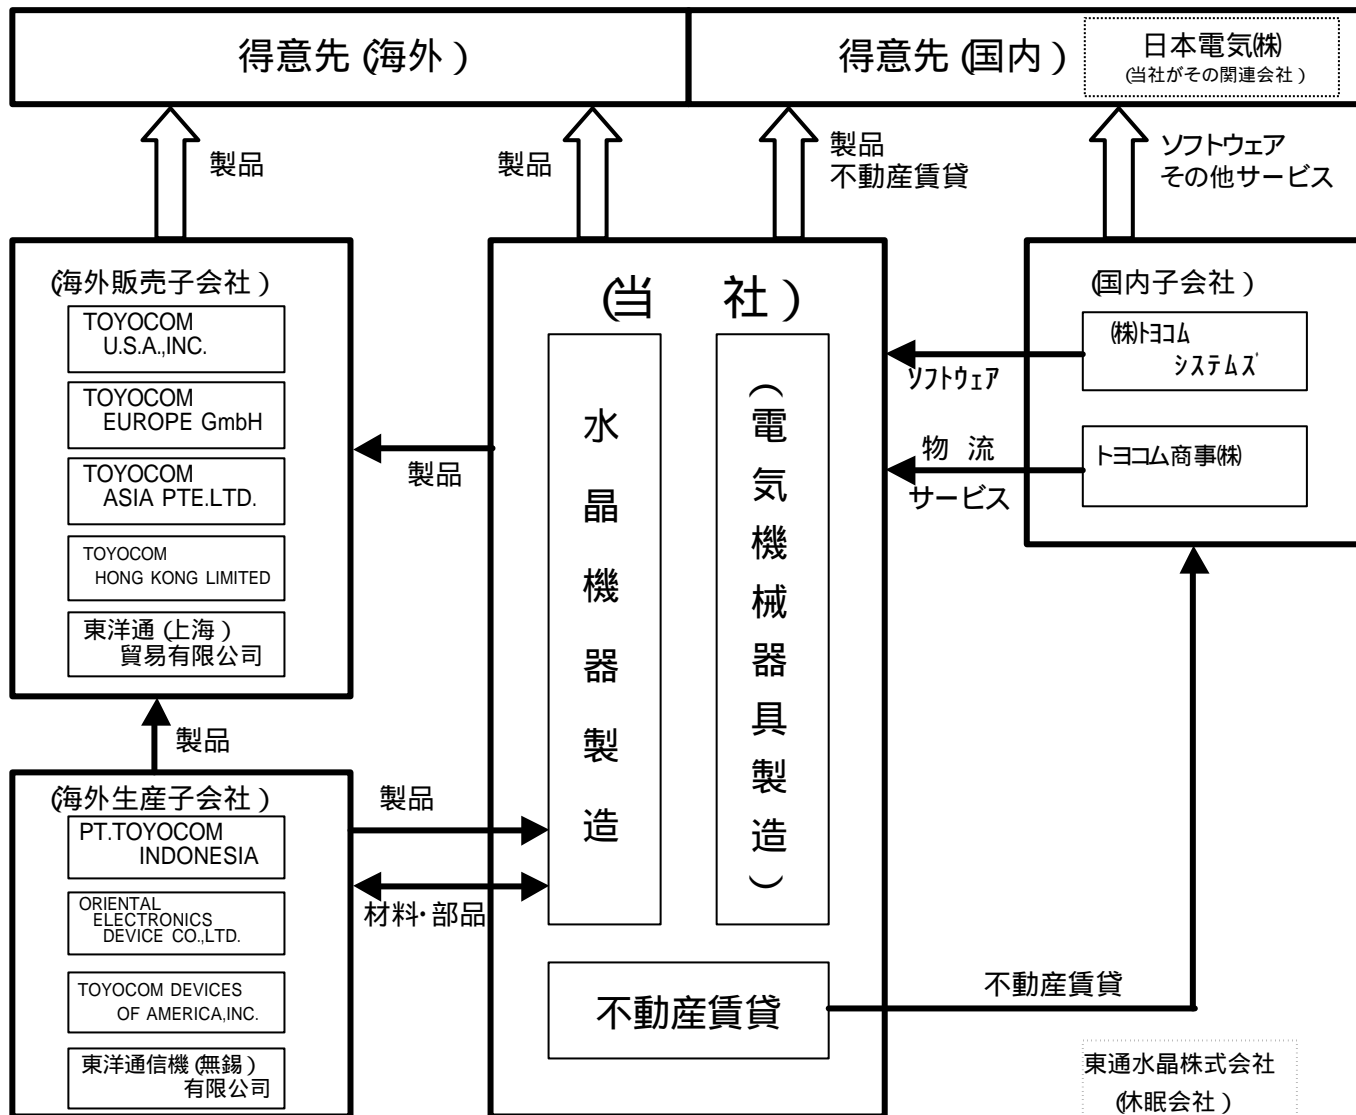 得意先(海外)
得意先(国内)
日本電気(株)
(当社がその関連会社)
製品
製品
製品
不動産賃貸
ソフトウェア
その他サービス
(海外販売子会社)
TOYOCOM
U.S.A.,INC.
TOYOCOM
EUROPE GmbH
TOYOCOM
ASIA PTE.LTD.
TOYOCOM
HONG KONG LIMITED
東洋通(上海)
貿易有限公司
製品
(海外生産子会社)
PT.TOYOCOM
INDONESIA
ORIENTAL
ELECTRONICS
DEVICE CO.,LTD.
TOYOCOM DEVICES
OF AMERICA,INC.
東洋通信機(無錫)
有限公司
製品
製品
材料・部品
(当 社)
水晶機器製造
(電気機械器具製造)
不動産賃貸
ソフトウェア
物 流
サービス
(国内子会社)
(株)トヨコム
システムズ
トヨコム商事(株)
不動産賃貸
東通水晶株式会社
(休眠会社)